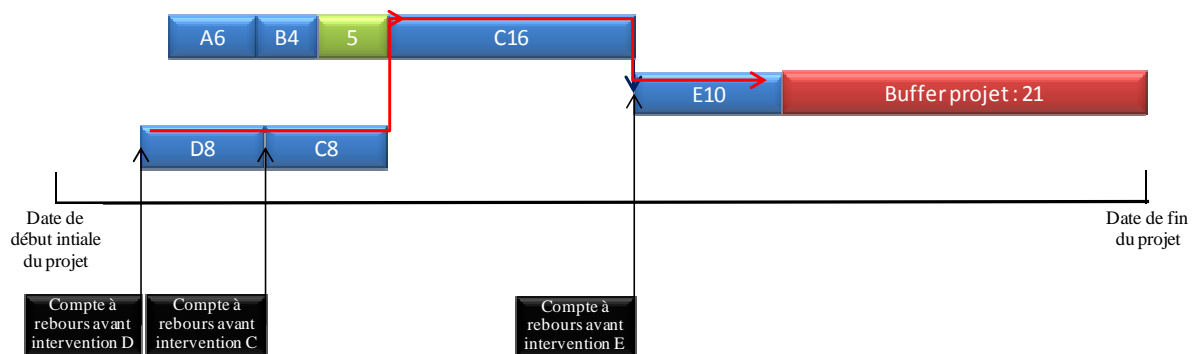 A6
B4
5
C16
E10
Buffer projet : 21
D8
C8
Date de
début intiale
du projet
Date de fin
du projet
Compte à
rebours avant
intervention D
Compte à
rebours avant
intervention C
Compte à
rebours avant
intervention E